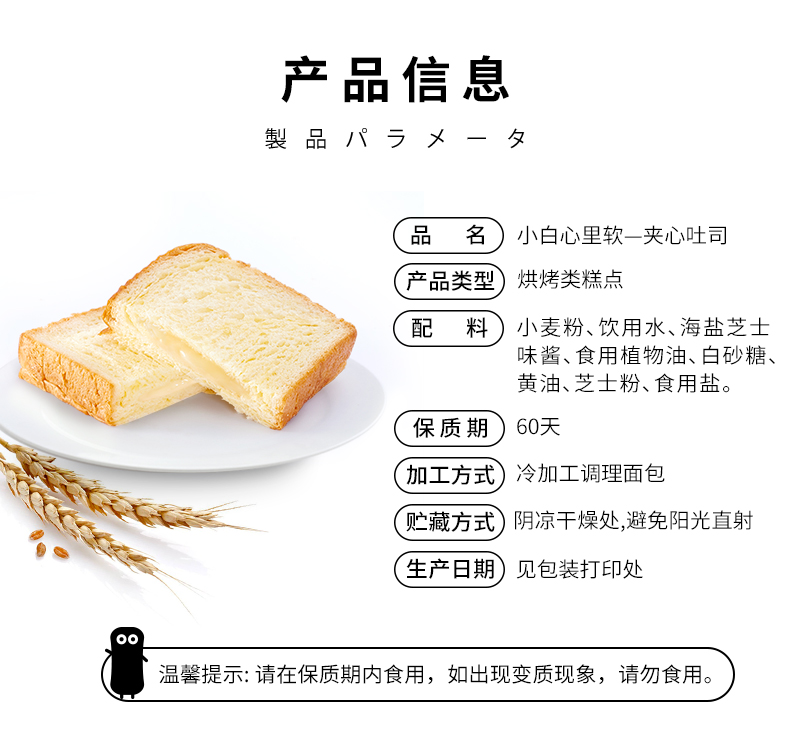 产品信息
製品パラメータ
品名 小白心里软—夹心吐司
产品类型 烘烤类糕点
配料 小麦粉、饮用水、海盐芝士
味酱、食用植物油、白砂糖、
黄油、芝士粉、食用盐。
保质期 60天
加工方式 冷加工调理面包
贮藏方式 阴凉干燥处,避免阳光直射
生产日期 见包装打印处
温馨提示: 请在保质期内食用，如出现变质现象，请勿食用。